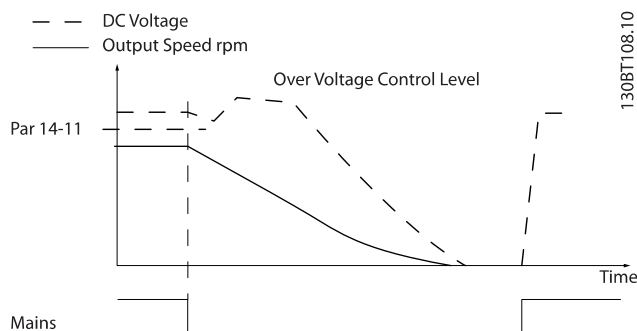 DC Voltage
Output Speed rpm
Over Voltage Control Level
130BT108.10
Par 14-11
Time
Mains